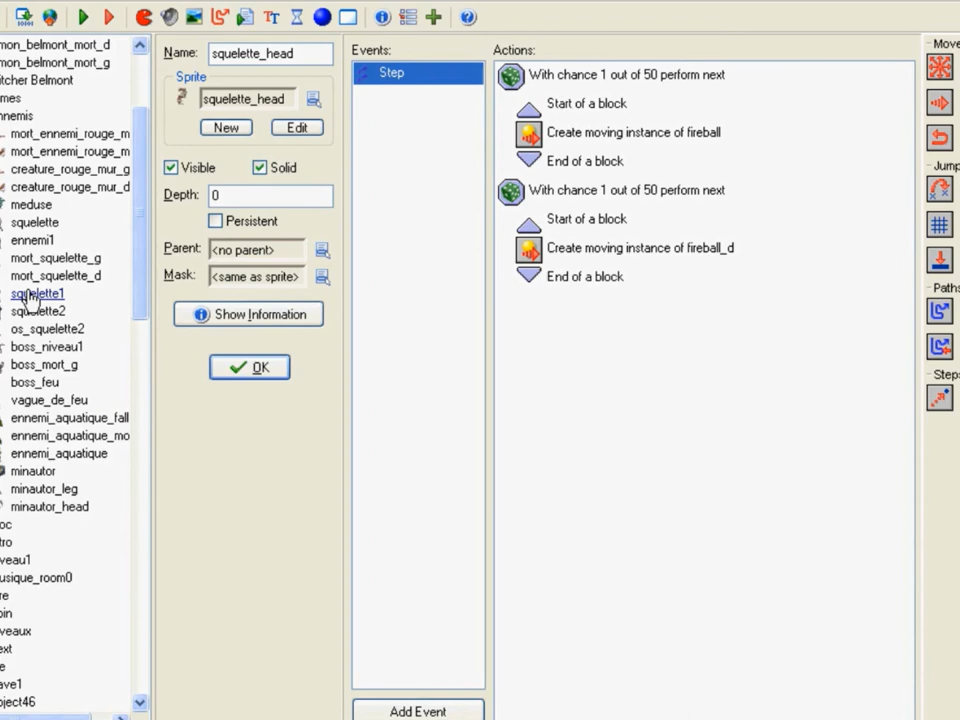 mon_belmont_mort_d
mon_belmont_mort_g
itcher Belmont
mes
nnemis
mort_ennemi_rouge_m
mort_ennemi_rouge_m
creature_rouge_mur_g
creature_rouge_mur_d
meduse
squelette
ennemi1
mort_squelette_g
mort_squelette_d
squelette1
squelette2
os_squelette2
boss_niveau1
boss_mort_g
boss_feu
vague_de_feu
ennemi_aquatique_fall
ennemi_aquatique_mo
ennemi_aquatique
minautor
minautor_leg
minautor_head
oc
tro
veau1
usique_room0
re
pin
veaux
ext
e
ave1
oject46
Name: squelette_head
Sprite
squelette_head
New Edit
Visible Solid
Depth: 0
Persistent
Parent: <no parent>
Mask: <same as sprite>
Show Information
OK
Events:
Step
Add Event
Actions:
With chance 1 out of 50 perform next
Start of a block
Create moving instance of fireball
End of a block
With chance 1 out of 50 perform next
Start of a block
Create moving instance of fireball_d
End of a block
Move
Jump
Paths
Steps